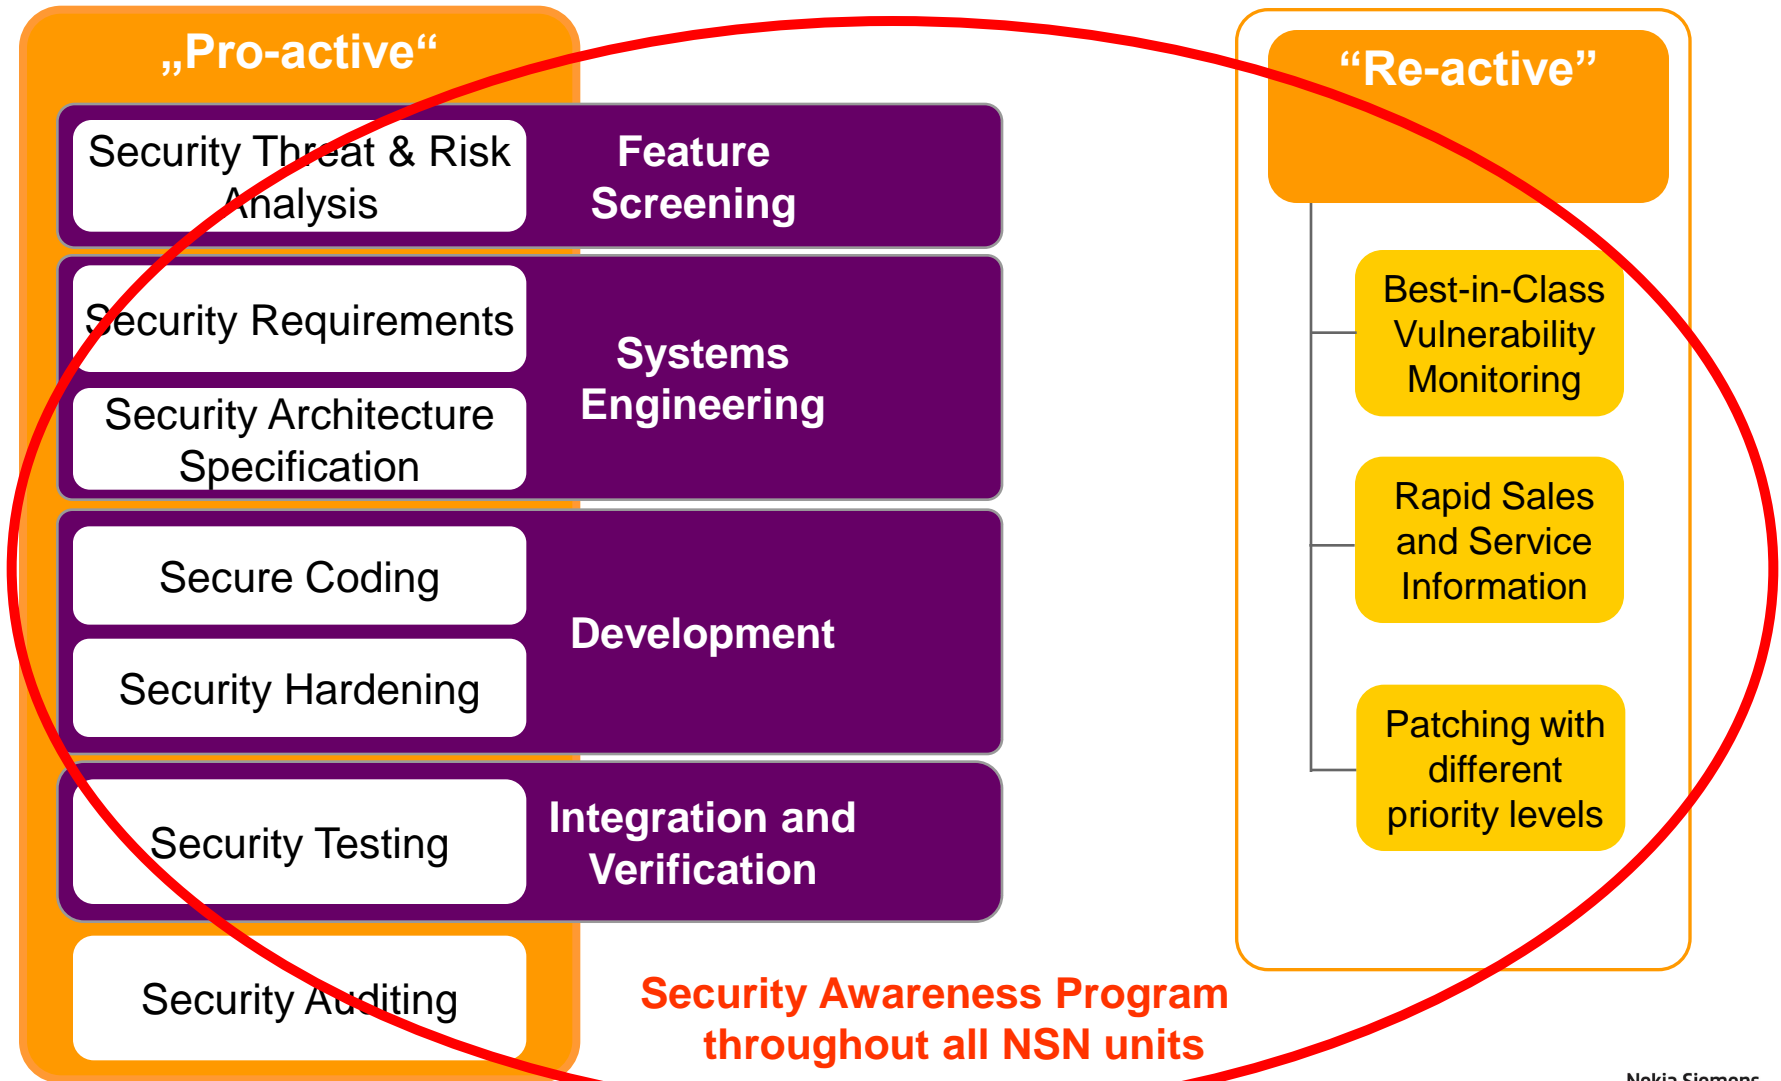 „Pro-active“
Security Threat & Risk
Analysis
Feature
Screening
Security Requirements
Security Architecture
Specification
Systems
Engineering
Secure Coding
Security Hardening
Development
Security Testing
Integration and
Verification
Security Auditing
Security Awareness Program
throughout all NSN units
“Re-active”
Best-in-Class
Vulnerability
Monitoring
Rapid Sales
and Service
Information
Patching with
different
priority levels
Nokia Siemens